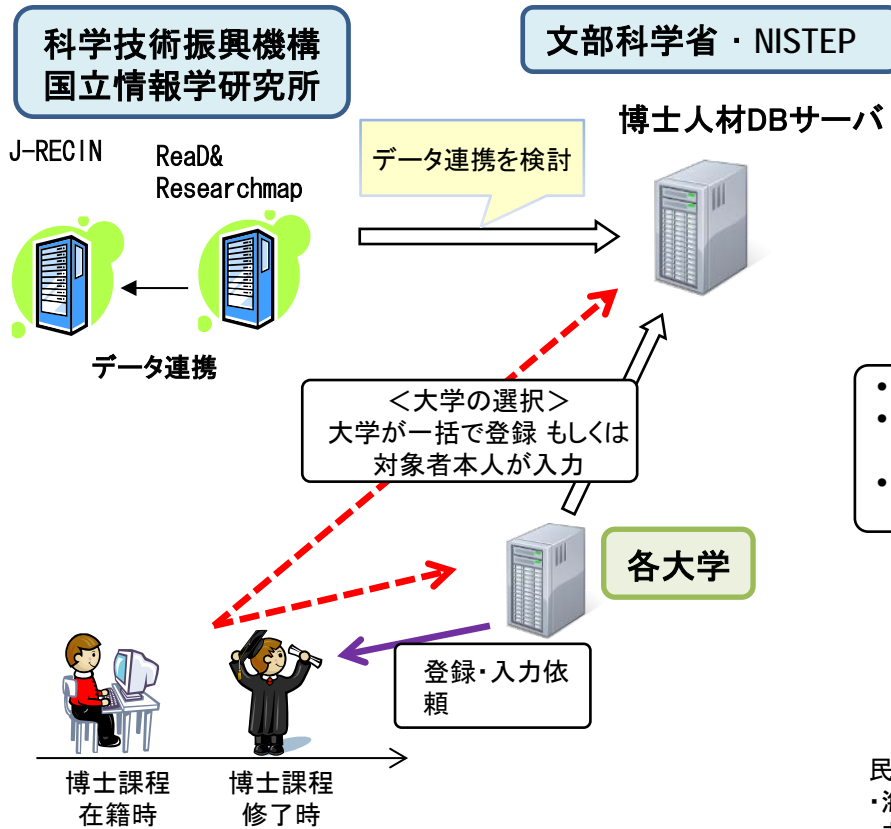 科学技術振興機構
国立情報学研究所
文部科学省・NISTEP
博士人材DBサーバ
J-RECIN
ReaD&
Researchmap
データ連携を検討
データ連携
＜大学の選択＞
大学が一括で登録 もしくは
対象者本人が入力
各大学
登録・入力依
頼
博士課程
在籍時
博士課程
修了時
民